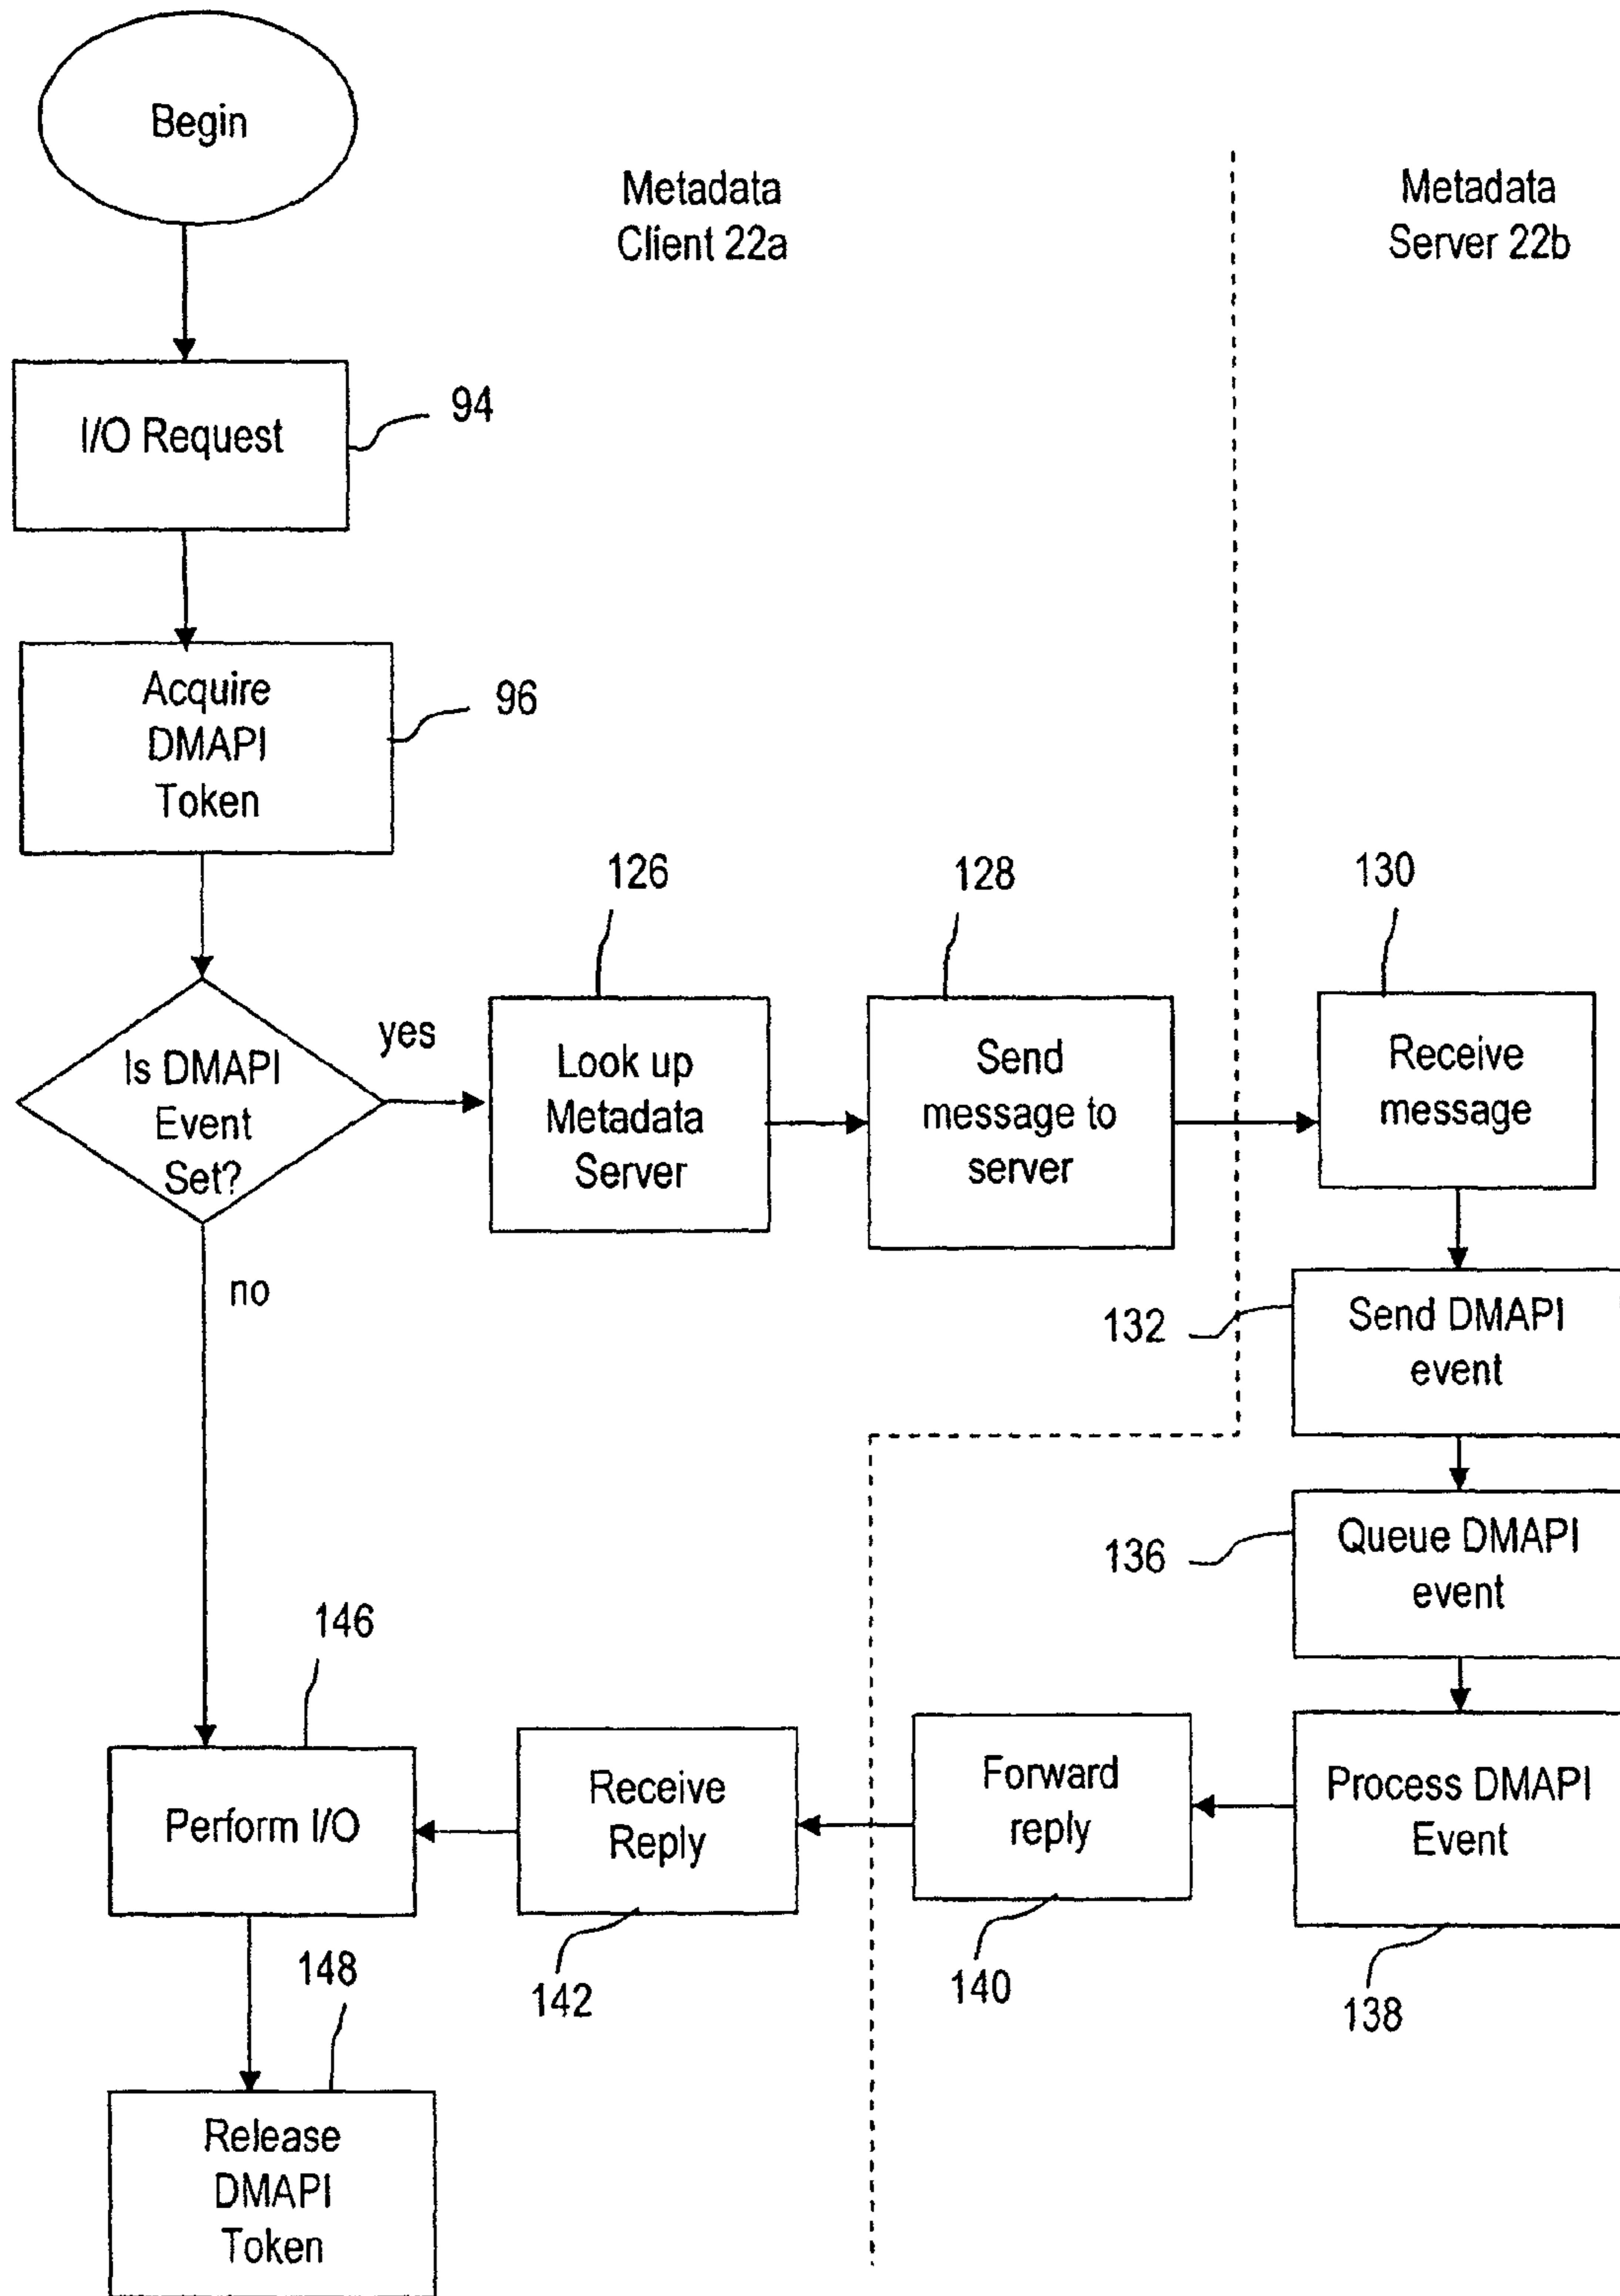 Begin
Metadata
Client 22a
Metadata
Server 22b
I/O Request
94
Acquire
DMAPI
Token
96
126
128
130
Is DMAPI
Event
Set?
yes
no
Look up
Metadata
Server
Send
message to
server
Receive
message
132
Send DMAPI
event
136
Queue DMAPI
event
146
Perform I/O
Receive
Reply
142
Forward
reply
140
Process DMAPI
Event
138
148
Release
DMAPI
Token